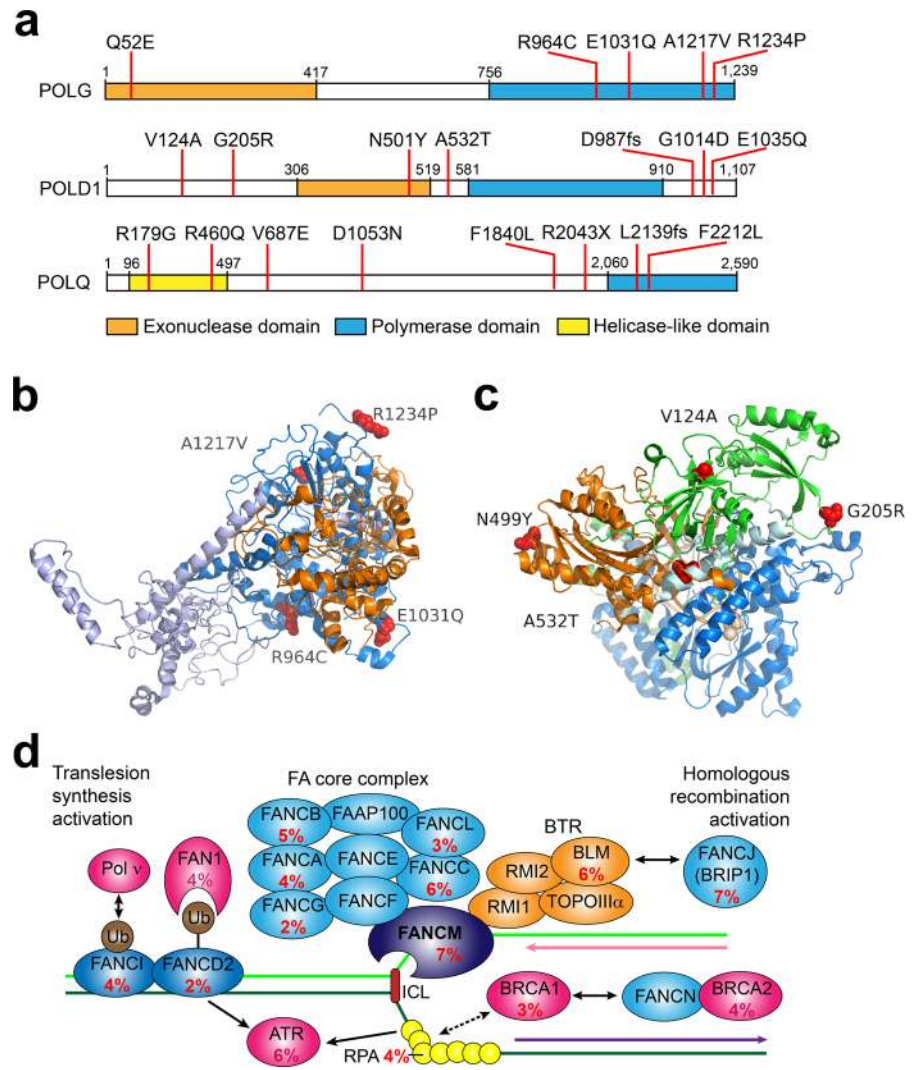 a
Q52E R964C E1031Q A1217V R1234P
1 417 756 1,239
POLG
V124A G205R N501Y A532T D987fs G1014D E1035Q
1 306 519 581 910 1,107
POLD1
R179G R460Q V687E D1053N F1840L R2043X L2139fs F2212L
1 96 497 2,060 2,590
POLQ
Exonuclease domain Polymerase domain Helicase-like domain
b
R1234P
A1217V
E1031Q
R964C
c
V124A
N499Y
G205R
A532T
d
Translesion
synthesis
activation
FA core complex
Homologous
recombination
activation
FANCB
5%
FAAP100
FANCL
3%
FANCA
4%
FANCE
FANCC
6%
FANCG
2%
FANCF
BTR
RMI2
BLM
6%
RMI1
TOPOIIIα
FANCJ
(BRIP1)
7%
Pol ν
FAN1
4%
Ub
Ub
FANCI
4%
FANCD2
2%
FANCM
7%
ICL
ATR
6%
RPA 4%
BRCA1
3%
FANCN
BRCA2
4%